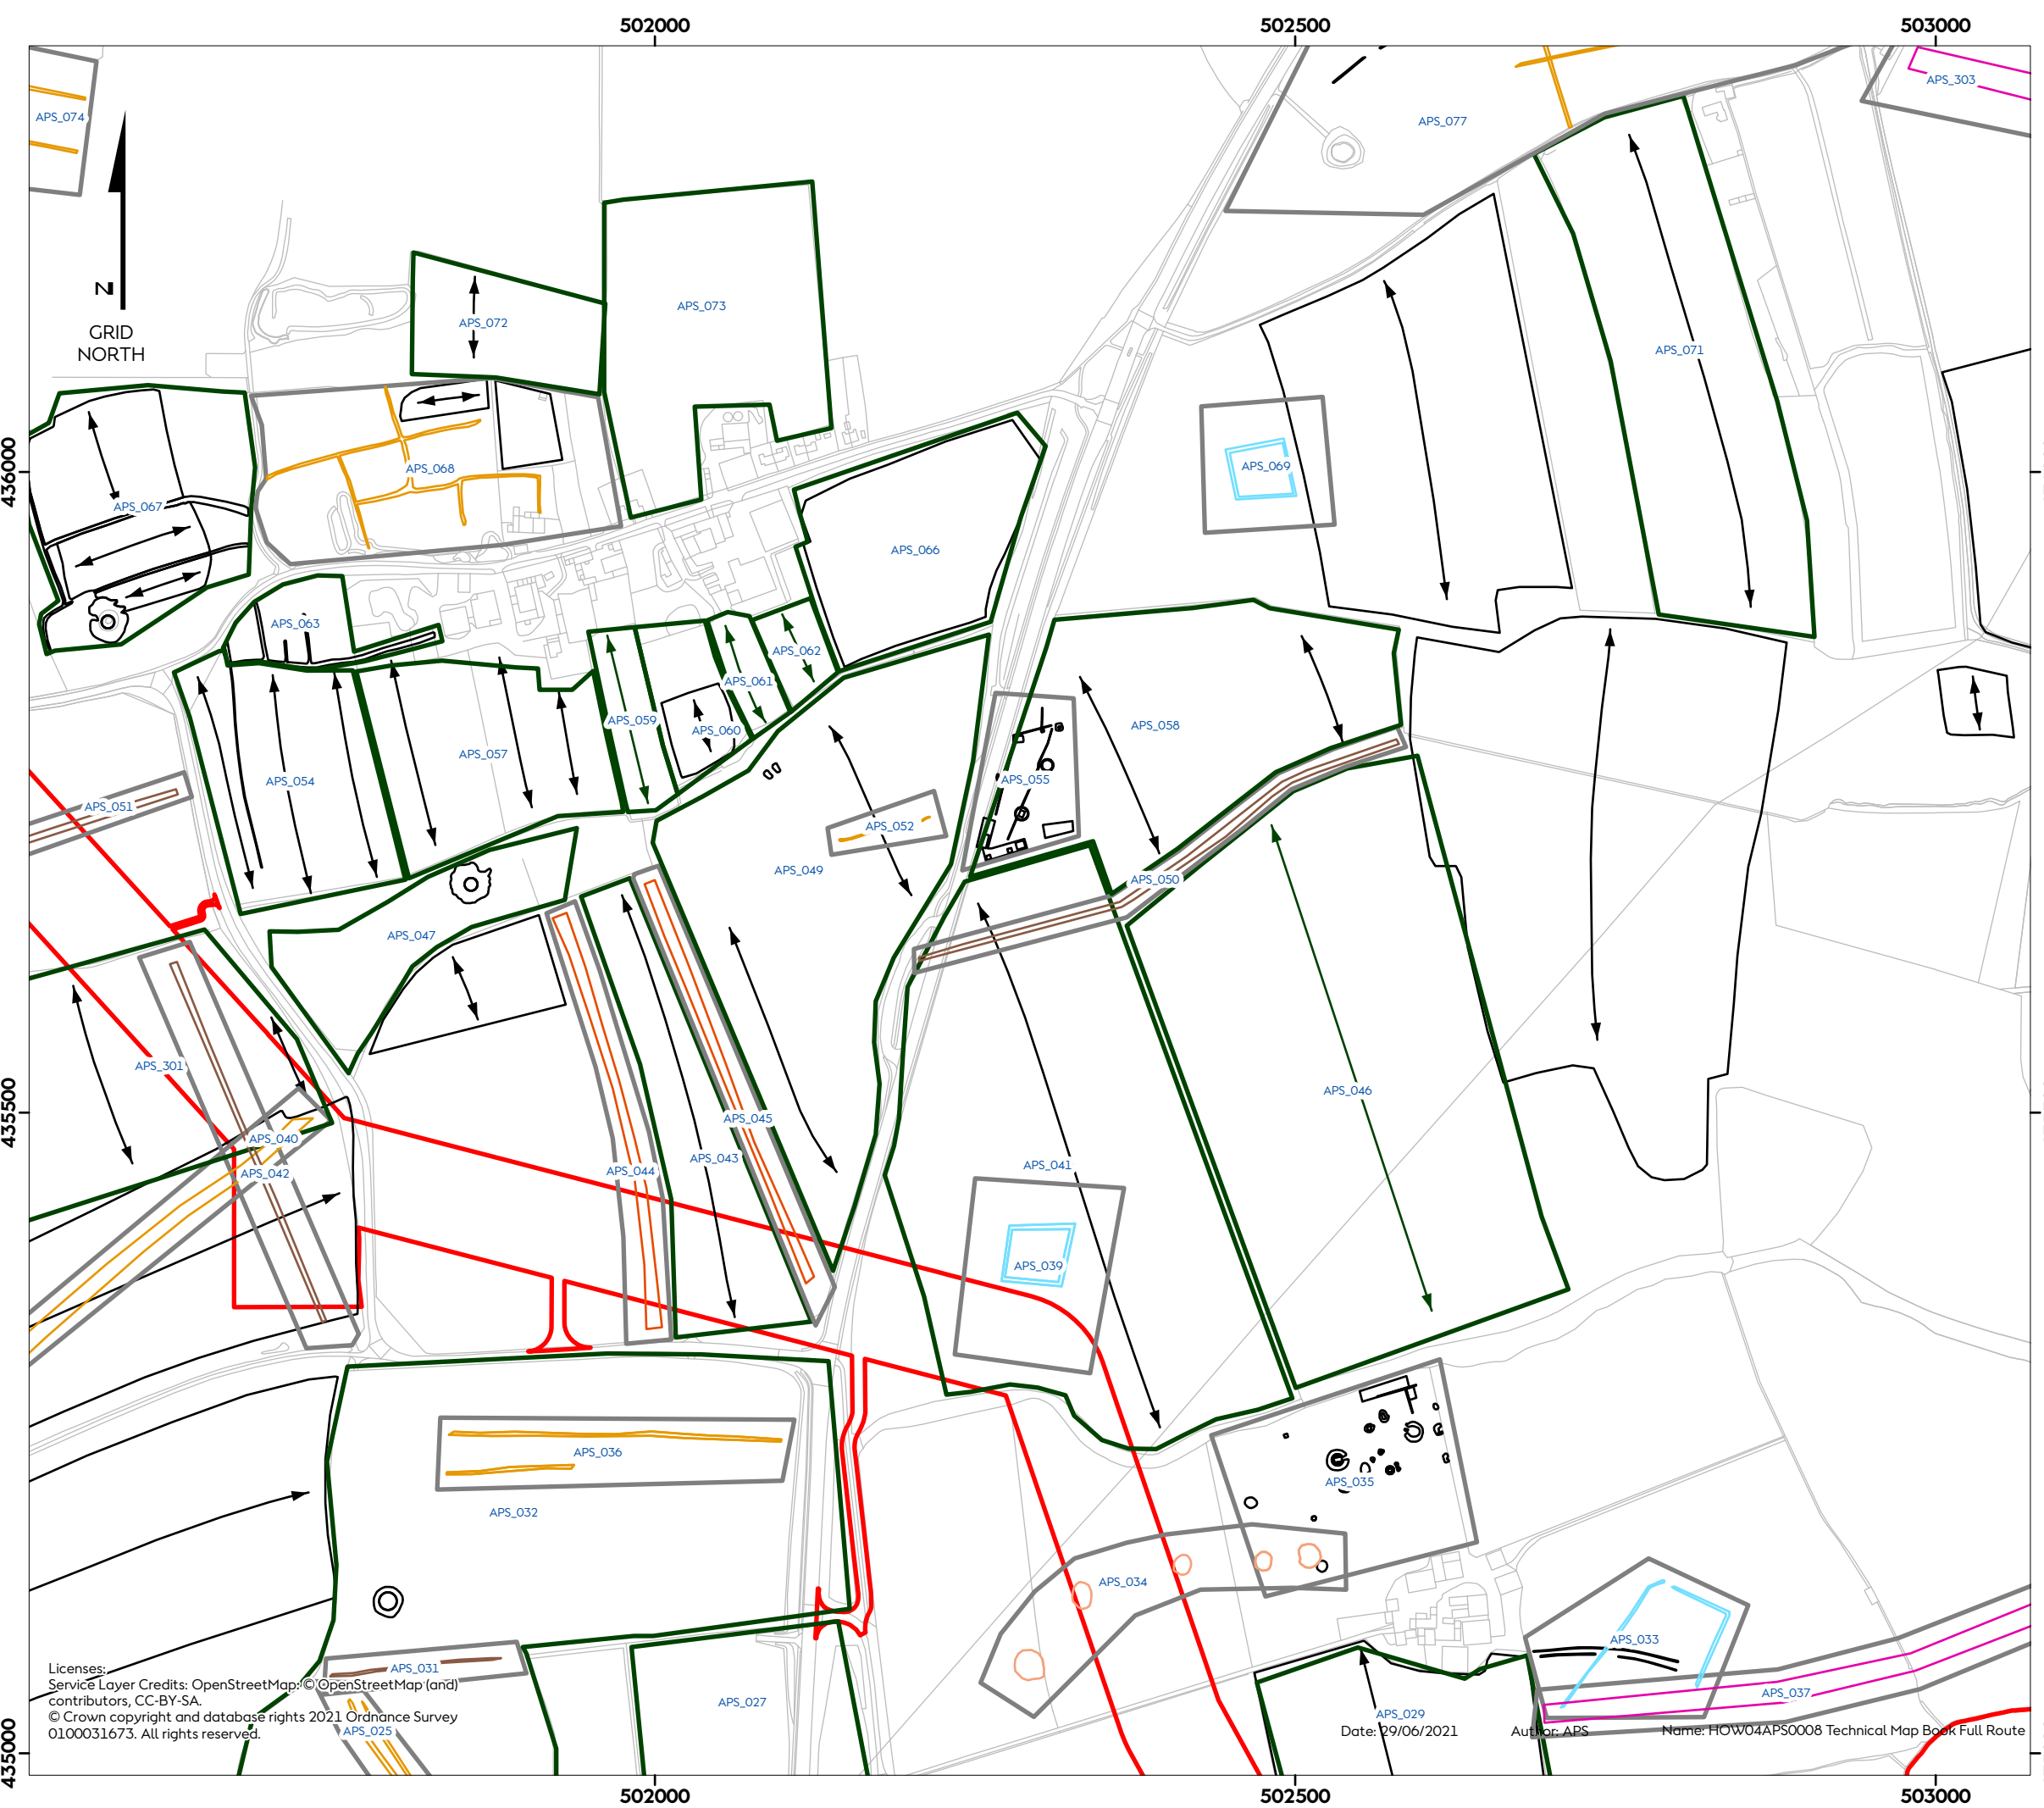 502000
502500
503000
APS_303
APS_074
APS_077
N
GRID
NORTH
APS_073
APS_072
APS_071
436000
APS_068
APS_069
APS_067
APS_066
APS_063
APS_062
APS_061
APS_059
APS_060
APS_058
APS_057
APS_054
APS_055
APS_051
APS_052
APS_049
APS_050
APS_047
APS_301
APS_046
435500
APS_045
APS_040
APS_043
APS_041
APS_044
APS_042
APS_039
APS_036
APS_035
APS_032
APS_034
APS_033
APS_031
APS_037
APS_027
APS_029
APS_025
Licenses:
Service Layer Credits: OpenStreetMap: © OpenStreetMap (and)
contributors, CC-BY-SA.
© Crown copyright and database rights 2021 Ordnance Survey
0100031673. All rights reserved.
Date: 29/06/2021 Author: APS Name: HOW04APS0008 Technical Map Book Full Route
435000
502000
502500
503000